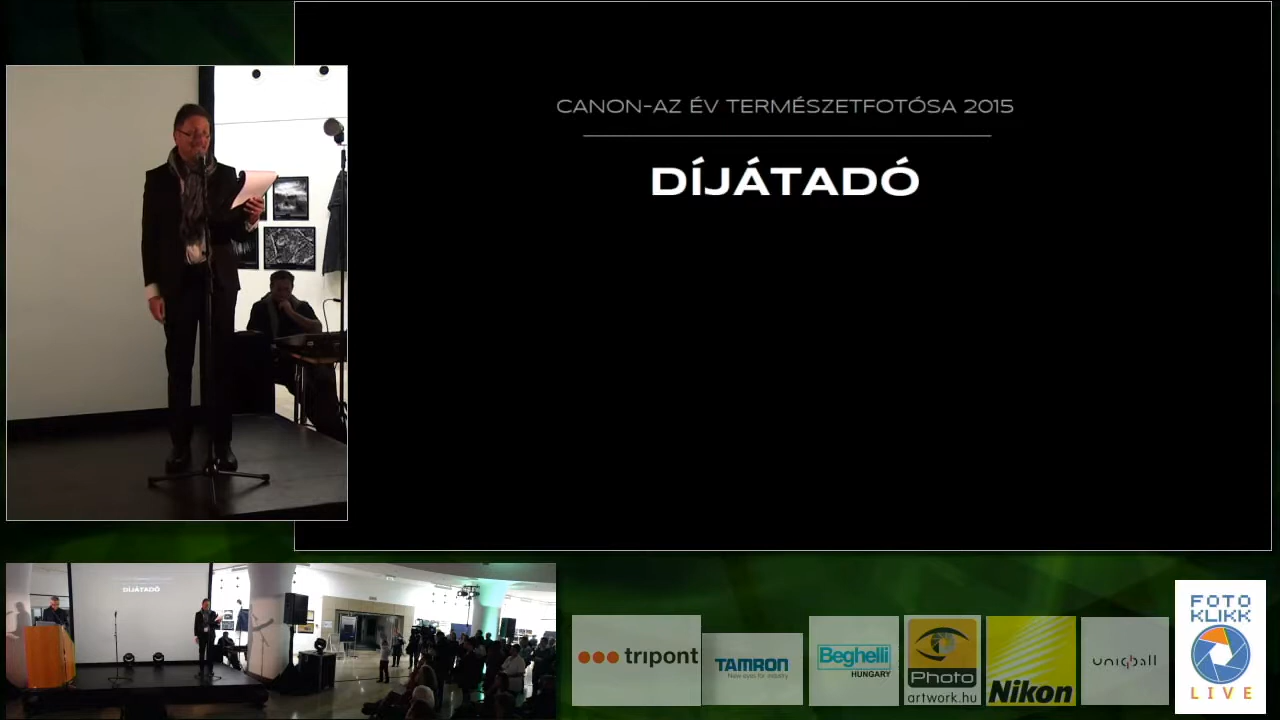 CANON-AZ ÉV TERMÉSZETFOTÓSA 2015
DÍJÁTADÓ
DÍJÁTADÓ
tripont
TAMRON
New eyes for industry
Beghelli
HUNGARY
Photo
artwork.hu
Nikon
uniqball
FOTO
KLIKK
LIVE